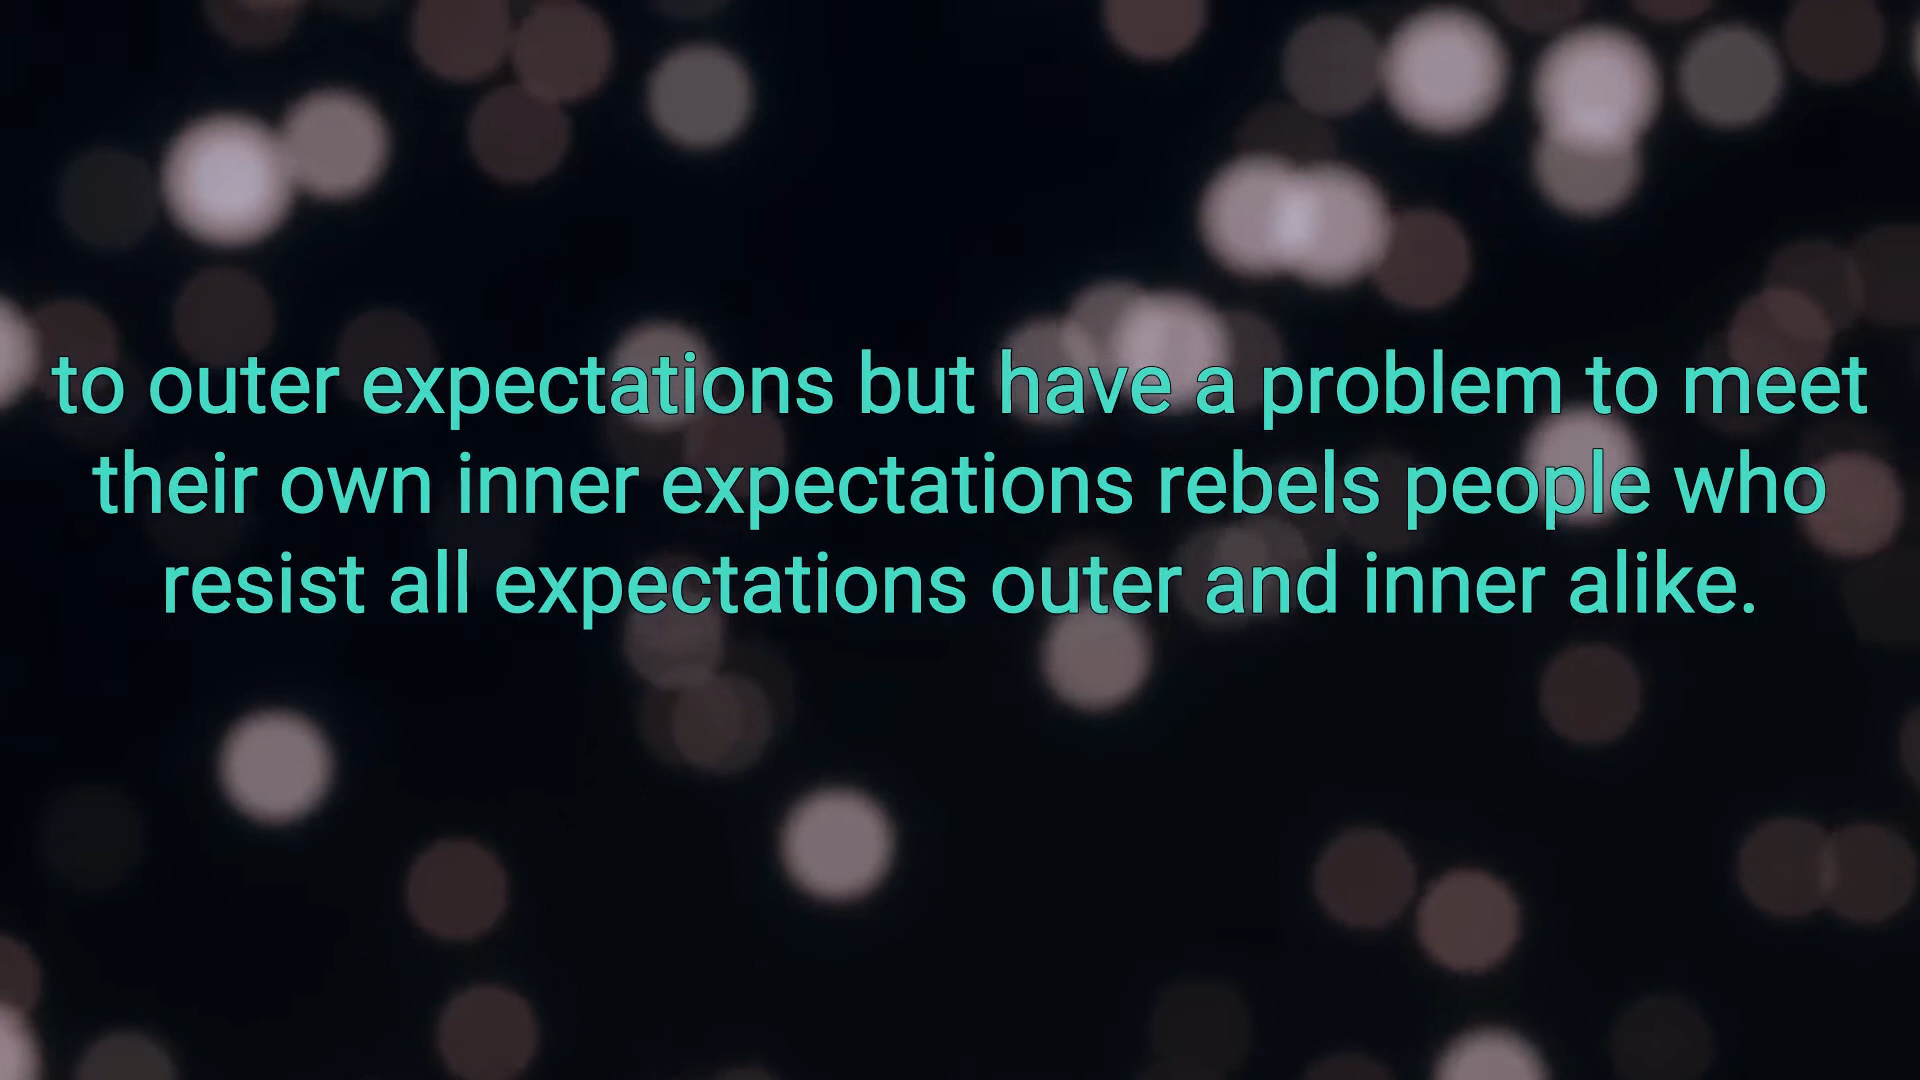 to outer expectations but have a problem to meet
their own inner expectations rebels people who
resist all expectations outer and inner alike.